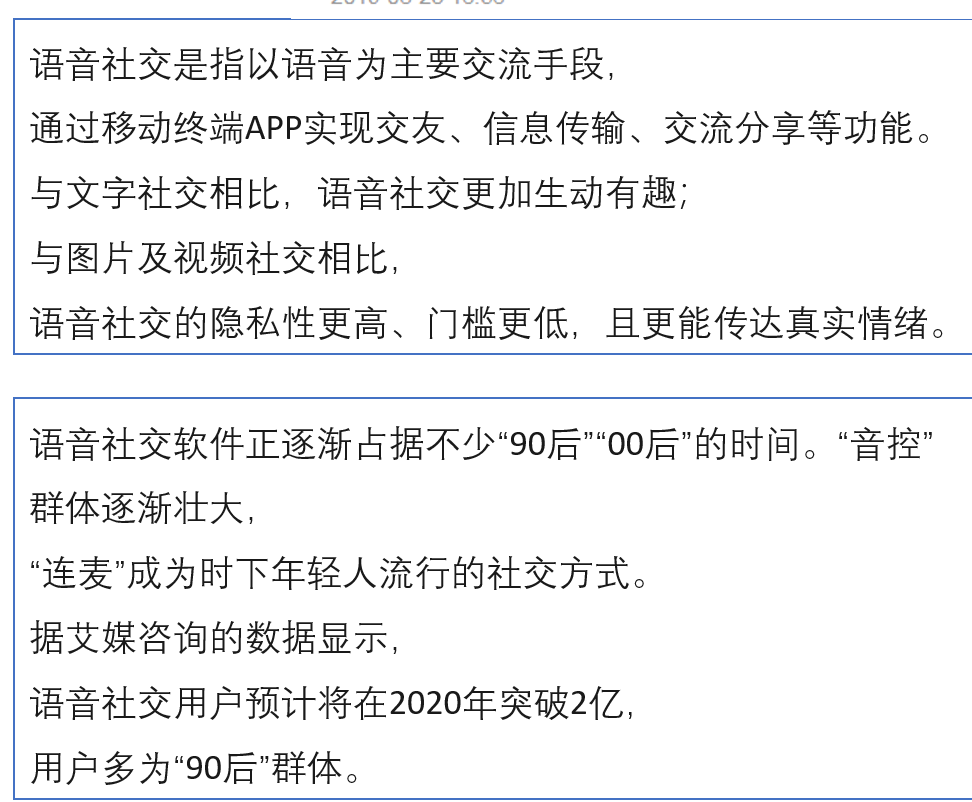 语音社交是指以语音为主要交流手段,
通过移动终端APP实现交友、信息传输、交流分享等功能。
与文字社交相比, 语音社交更加生动有趣;
与图片及视频社交相比,
语音社交的隐私性更高、门槛更低, 且更能传达真实情绪。
语音社交软件正逐渐占据不少“90后”“00后”的时间。“音控”
群体逐渐壮大,
“连麦”成为时下年轻人流行的社交方式。
据艾媒咨询的数据显示,
语音社交用户预计将在2020年突破2亿,
用户多为“90后”群体。